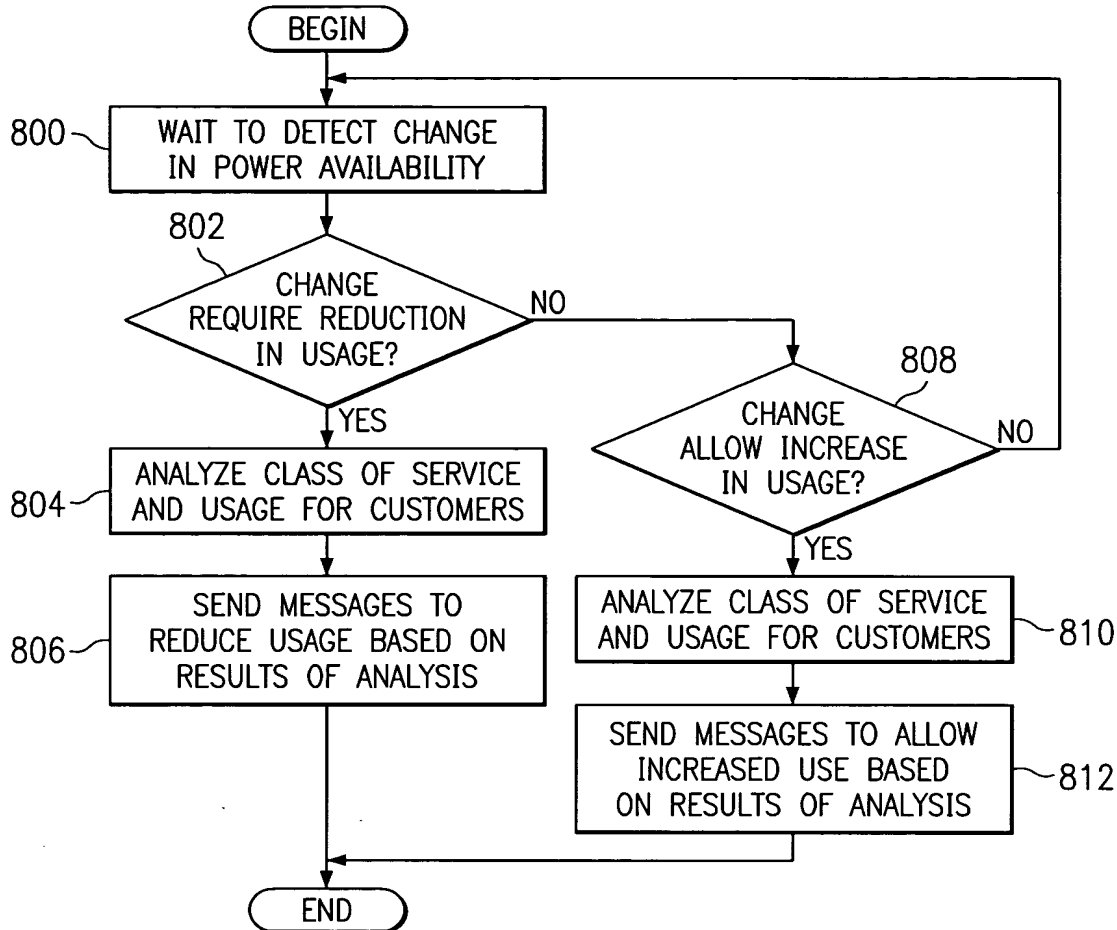 BEGIN
800
WAIT TO DETECT CHANGE
IN POWER AVAILABILITY
802
CHANGE
REQUIRE REDUCTION
IN USAGE?
NO
YES
804
ANALYZE CLASS OF SERVICE
AND USAGE FOR CUSTOMERS
806
SEND MESSAGES TO
REDUCE USAGE BASED ON
RESULTS OF ANALYSIS
808
CHANGE
ALLOW INCREASE
IN USAGE?
NO
YES
ANALYZE CLASS OF SERVICE
AND USAGE FOR CUSTOMERS
810
SEND MESSAGES TO ALLOW
INCREASED USE BASED
ON RESULTS OF ANALYSIS
812
END